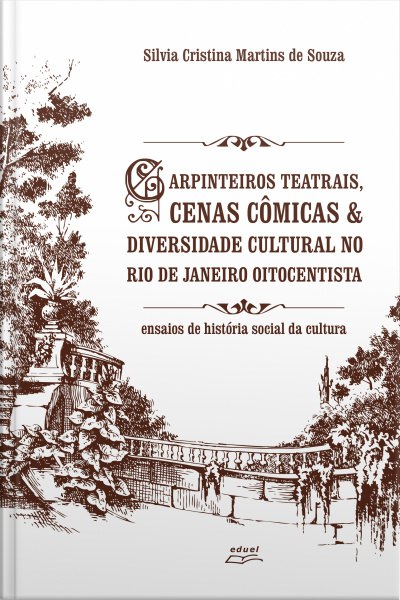 Silvia Cristina Martins de Souza
CARPINTEIROS TEATRAIS,
CENAS CÔMICAS &
DIVERSIDADE CULTURAL NO
RIO DE JANEIRO OITOCENTISTA
ensaios de história social da cultura
eduel